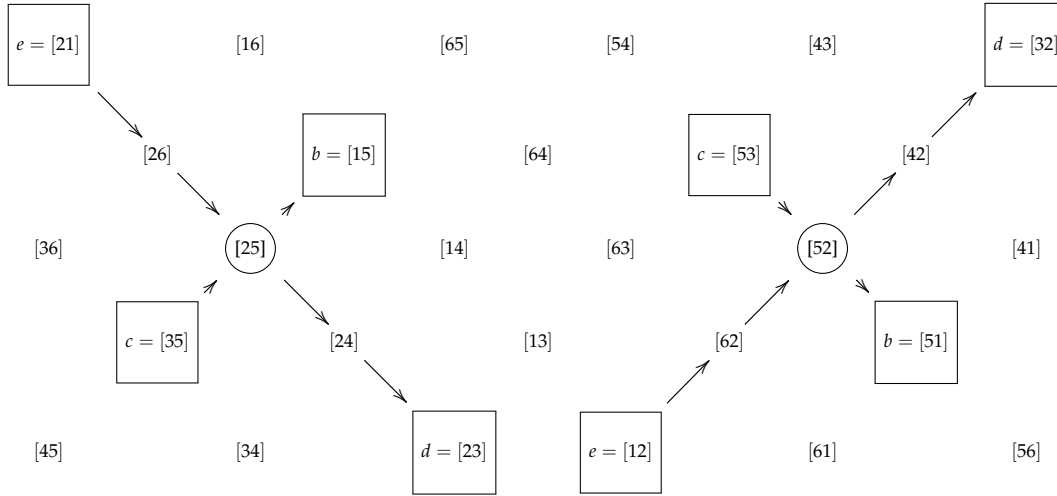 e = [21] [16] [65] [54] [43] d = [32]
[26] b = [15] [64] c = [53] [42]
[36] [25] [14] [63] [52] [41]
c = [35] [24] [13] [62] b = [51]
[45] [34] d = [23] e = [12] [61] [56]